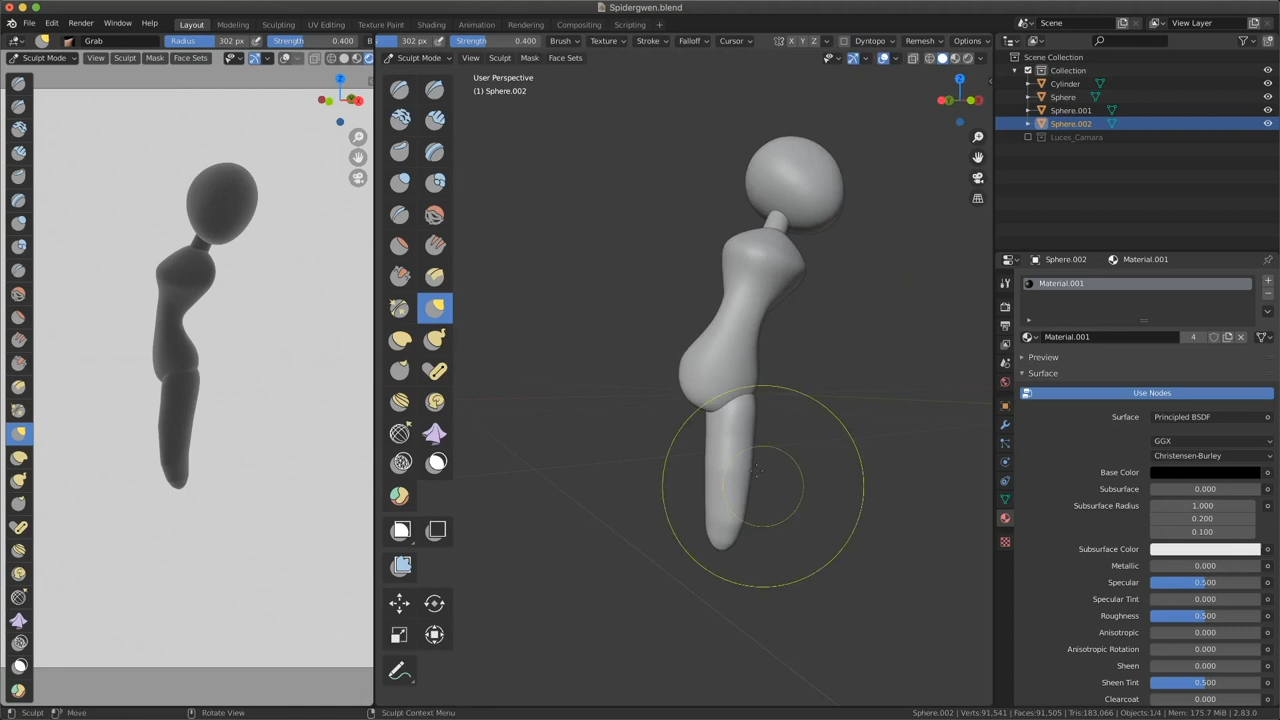 Spidergwen.blend
File Edit Render Window Help Layout Modeling Sculpting UV Editing Texture Paint Shading Animation Rendering Compositing Scripting + Scene View Layer
Grab Radius 302 px Strength 0.400 B 302 px Strength 0.400 Brush Texture Stroke Falloff Cursor X Y Z Dyntopo Remesh Options
Sculpt Mode View Sculpt Mask Face Sets Sculpt Mode View Sculpt Mask Face Sets
Scene Collection
Collection
Cylinder
Sphere
Sphere.001
Sphere.002
Luces_Camara
User Perspective
(1) Sphere.002
Z
X
Z
Sphere.002 Material.001
Material.001
Material.001 4
Preview
Surface
Use Nodes
Surface Principled BSDF
GGX
Christensen-Burley
Base Color
Subsurface 0.000
Subsurface Radius 1.000
0.200
0.100
Subsurface Color
Metallic 0.000
Specular 0.500
Specular Tint 0.000
Roughness 0.500
Anisotropic 0.000
Anisotropic Rotation 0.000
Sheen 0.000
Sheen Tint 0.500
Clearcoat 0.000
Sculpt Move Rotate View Sculpt Context Menu Sphere.002 | Verts:91,541 | Faces:91,505 | Tris:183,066 | Objects:1/4 | Mem: 175.7 MiB | 2.83.0